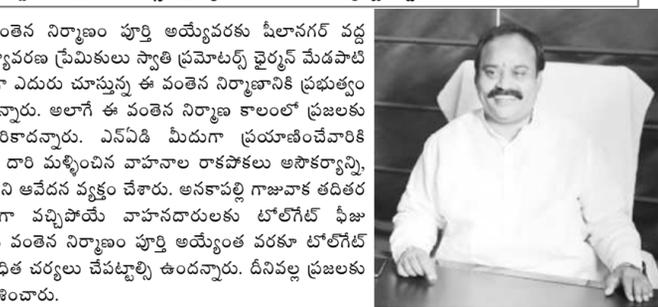 వంతెన నిర్మాణం పూర్తి అయ్యేవరకు షీలానగర్ వద్ద
ప్రేమికులు స్వాతి ప్రమోటర్స్ ఛైర్మన్ మేడపాటి
ఎదురు చూస్తున్న ఈ వంతెన నిర్మాణానికి ప్రభుత్వం
న్నారు. అలాగే ఈ వంతెన నిర్మాణ కాలంలో ప్రజలకు
రికాదన్నారు. ఎన్ఏడి మీదుగా ప్రయాణించేవారికి
దారి మళ్ళించిన వాహనాల రాకపోకలు అసౌకర్యాన్ని,
ని ఆవేదన వ్యక్తం చేశారు. అనకాపల్లి గాజువాక తదితర
గా వచ్చిపోయే వాహనదారులకు టోల్‌గేట్ ఫీజు
వంతెన నిర్మాణం పూర్తి అయ్యేంత వరకూ టోల్‌గేట్
చర్యలు చేపట్టాల్సి ఉందన్నారు. దీనివల్ల ప్రజలకు
శించారు.